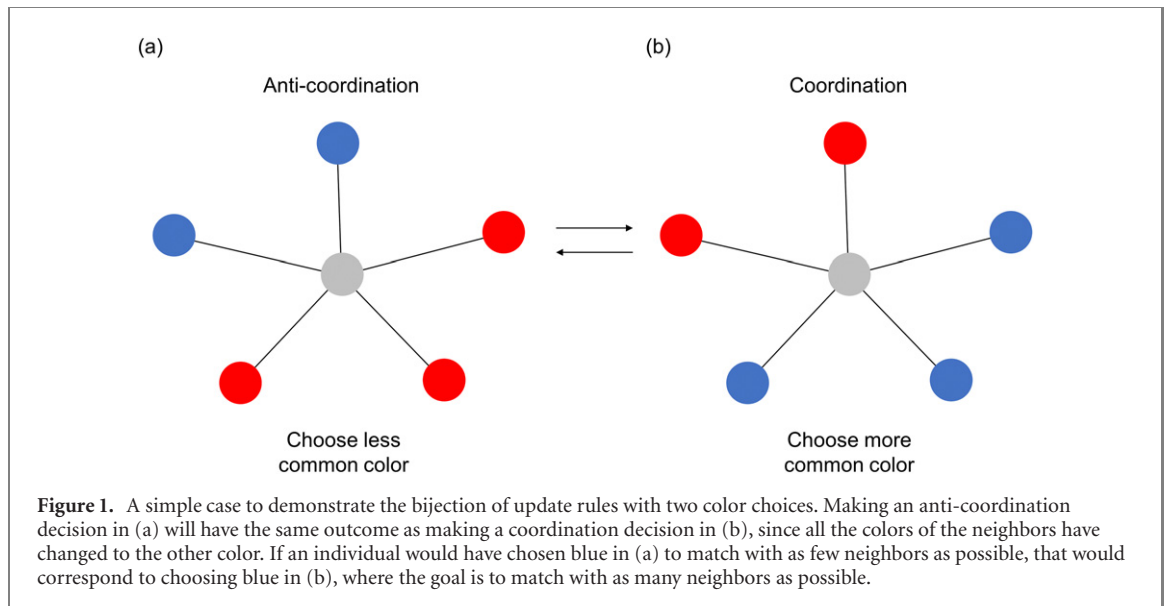 (a)
Anti-coordination
Choose less
common color
(b)
Coordination
Choose more
common color
Figure 1. A simple case to demonstrate the bijection of update rules with two color choices. Making an anti-coordination
decision in (a) will have the same outcome as making a coordination decision in (b), since all the colors of the neighbors have
changed to the other color. If an individual would have chosen blue in (a) to match with as few neighbors as possible, that would
correspond to choosing blue in (b), where the goal is to match with as many neighbors as possible.